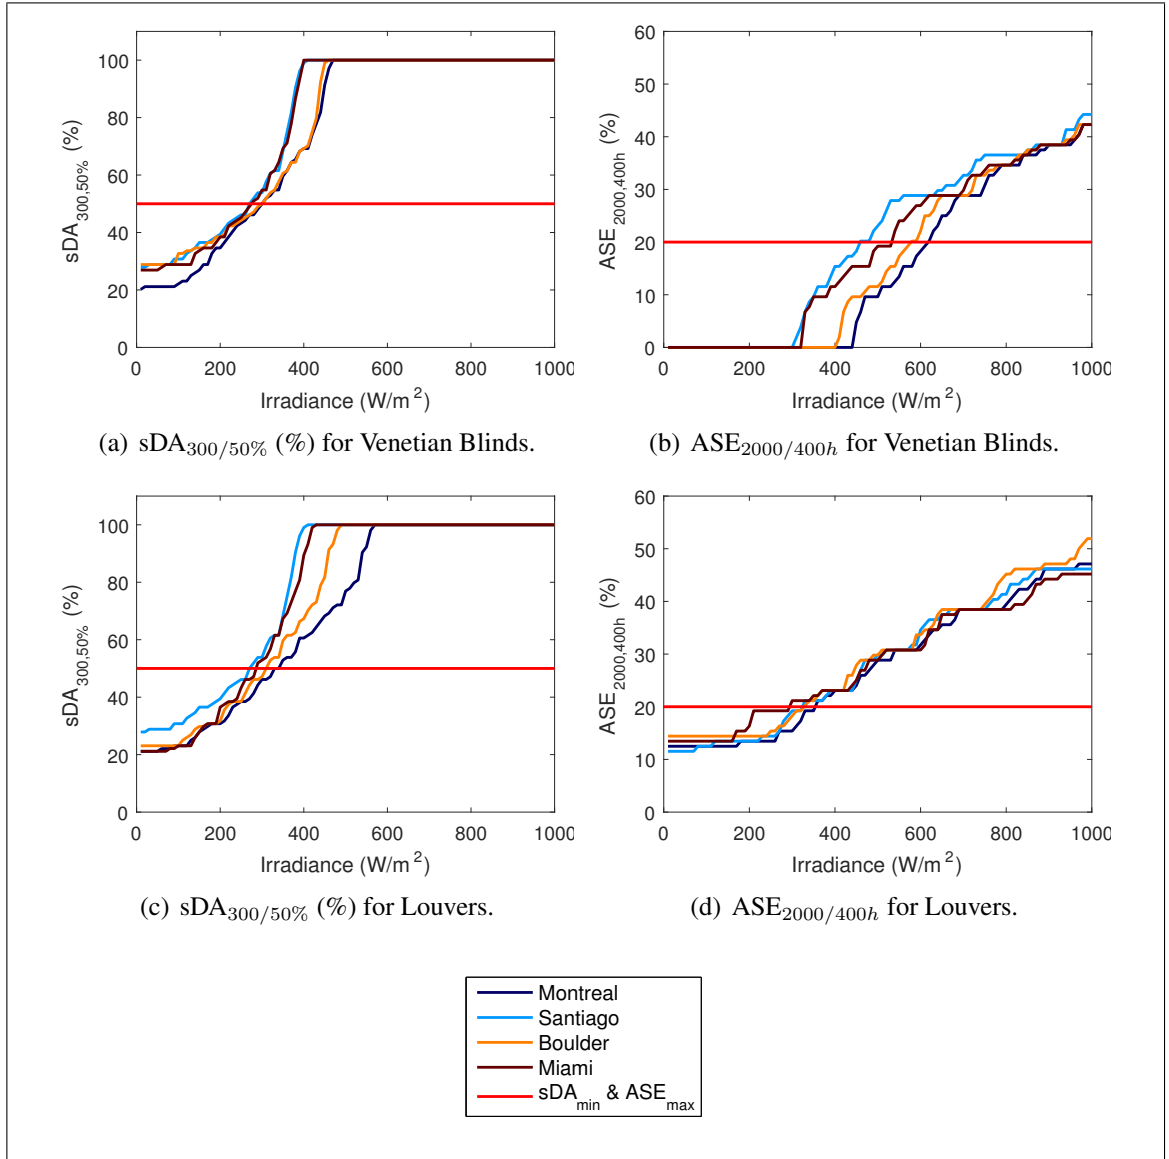 100
80
60
40
20
0
sDA300,50% (%)
0 200 400 600 800 1000
Irradiance (W/m2)
(a) sDA300/50% (%) for Venetian Blinds.
60
50
40
30
20
10
0
ASE2000,400h (%)
0 200 400 600 800 1000
Irradiance (W/m2)
(b) ASE2000/400h for Venetian Blinds.
100
80
60
40
20
0
sDA300,50% (%)
0 200 400 600 800 1000
Irradiance (W/m2)
(c) sDA300/50% (%) for Louvers.
60
50
40
30
20
10
0
ASE2000,400h (%)
0 200 400 600 800 1000
Irradiance (W/m2)
(d) ASE2000/400h for Louvers.
Montreal
Santiago
Boulder
Miami
sDAmin & ASEmax